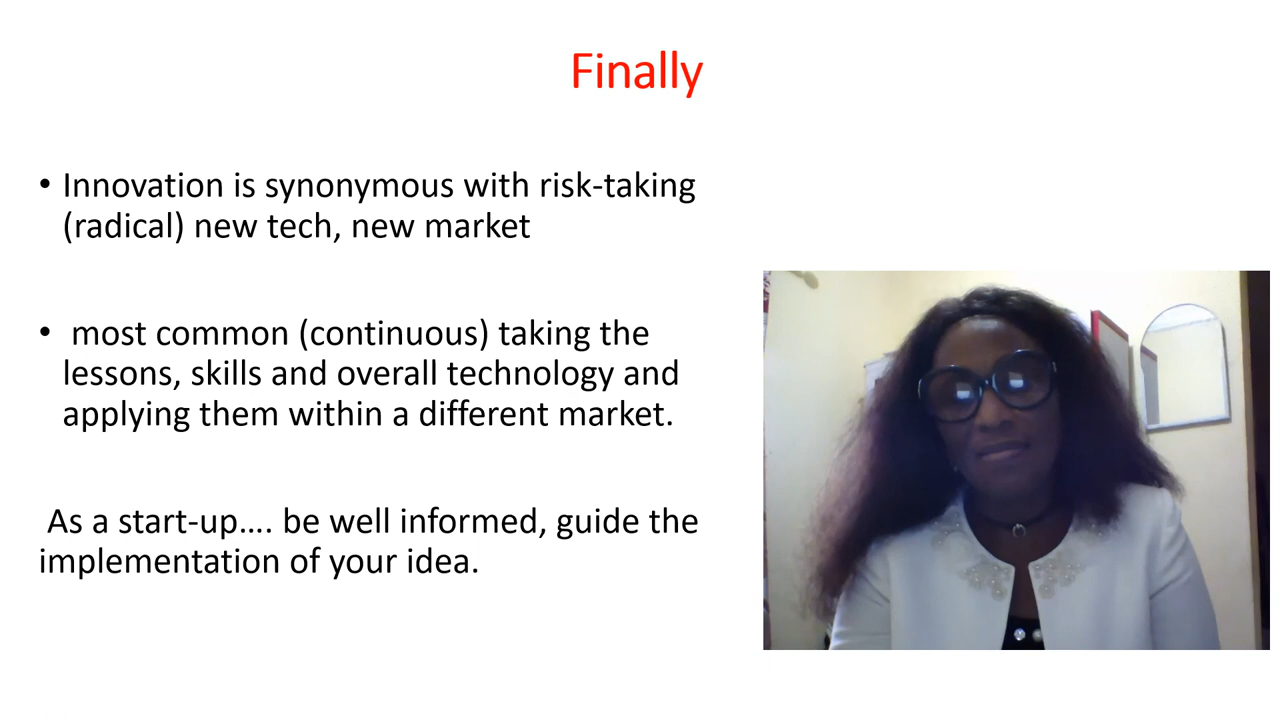 Finally
• Innovation is synonymous with risk-taking
(radical) new tech, new market
• most common (continuous) taking the
lessons, skills and overall technology and
applying them within a different market.
As a start-up…. be well informed, guide the
implementation of your idea.